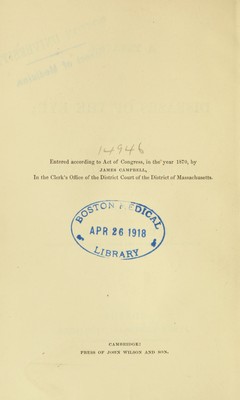 14946
Entered according to Act of Congress, in the year 1870, by
JAMES CAMPBELL,
In the Clerk's Office of the District Court of the District of Massachusetts.
BOSTON MEDICAL
APR 26 1918
LIBRARY
CAMBRIDGE:
PRESS OF JOHN WILSON AND SON.